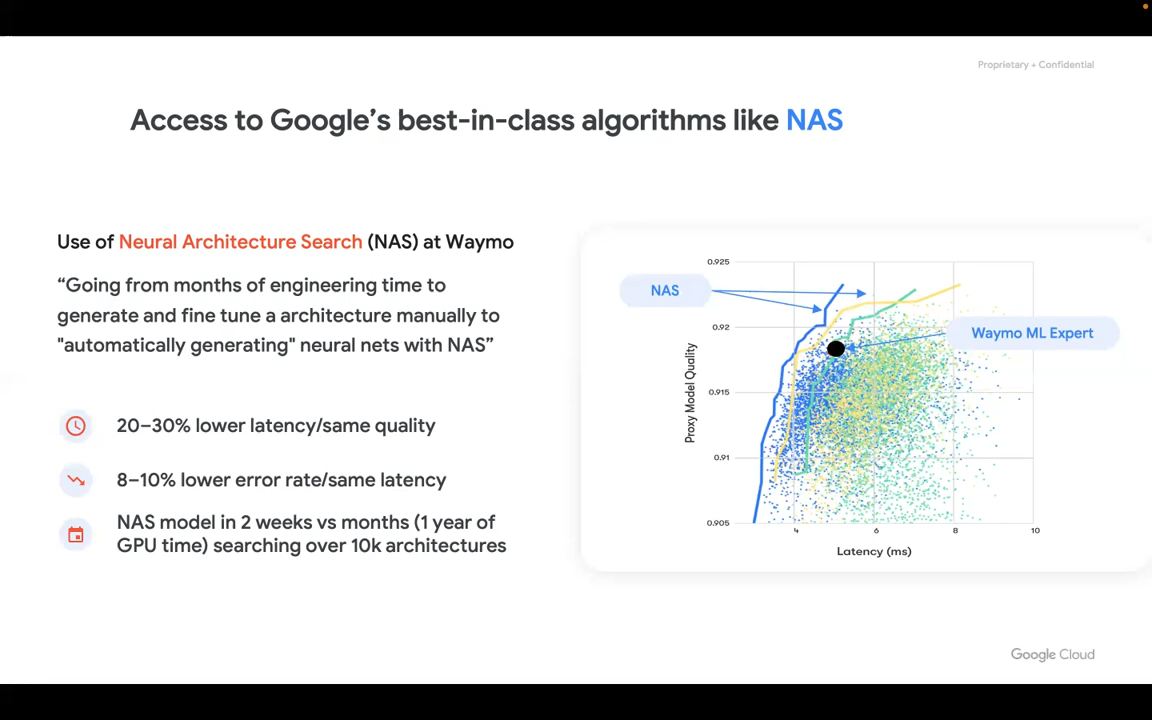 Proprietary + Confidential
Access to Google's best-in-class algorithms like NAS
Use of Neural Architecture Search (NAS) at Waymo
“Going from months of engineering time to
generate and fine tune a architecture manually to
"automatically generating" neural nets with NAS”
20–30% lower latency/same quality
8–10% lower error rate/same latency
NAS model in 2 weeks vs months (1 year of
GPU time) searching over 10k architectures
NAS
Waymo ML Expert
Proxy Model Quality
0.925
0.92
0.915
0.91
0.905
4
6
8
10
Latency (ms)
Google Cloud